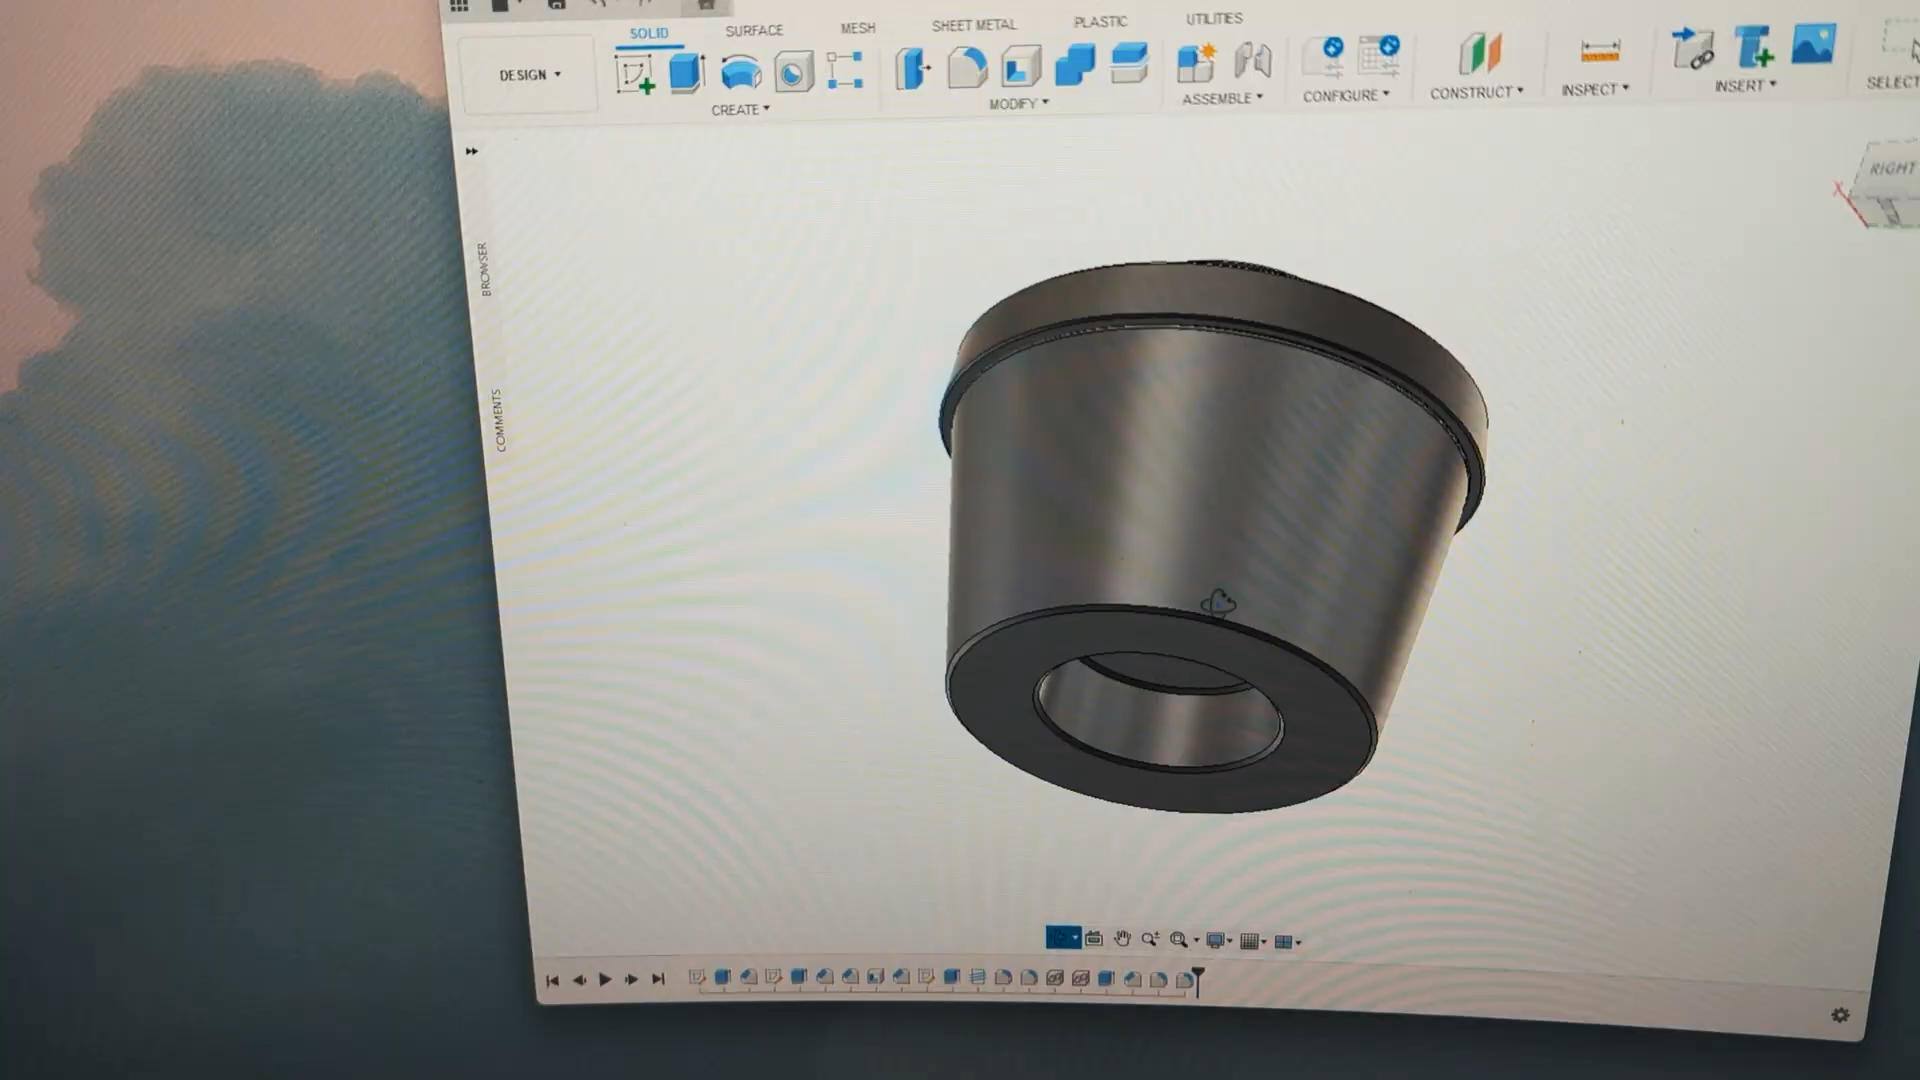 SOLID
SURFACE
MESH
SHEET METAL
PLASTIC
UTILITIES
DESIGN
CREATE
MODIFY
ASSEMBLE
CONFIGURE
CONSTRUCT
INSPECT
INSERT
SELECT
RIGHT
X
BROWSER
COMMENTS